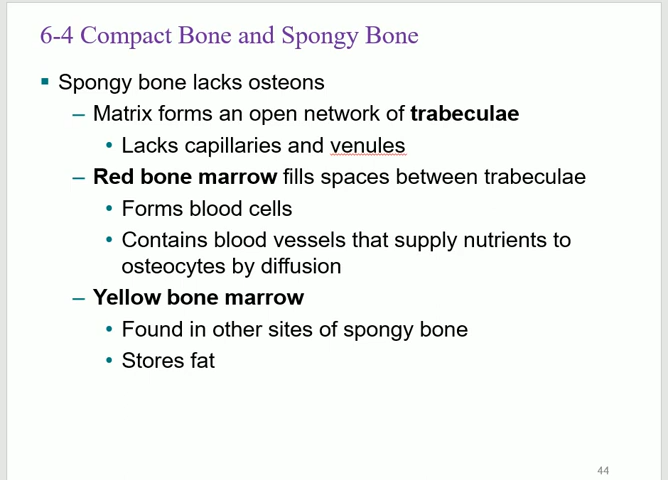 6-4 Compact Bone and Spongy Bone
▪ Spongy bone lacks osteons
– Matrix forms an open network of trabeculae
• Lacks capillaries and venules
– Red bone marrow fills spaces between trabeculae
• Forms blood cells
• Contains blood vessels that supply nutrients to
osteocytes by diffusion
– Yellow bone marrow
• Found in other sites of spongy bone
• Stores fat
44